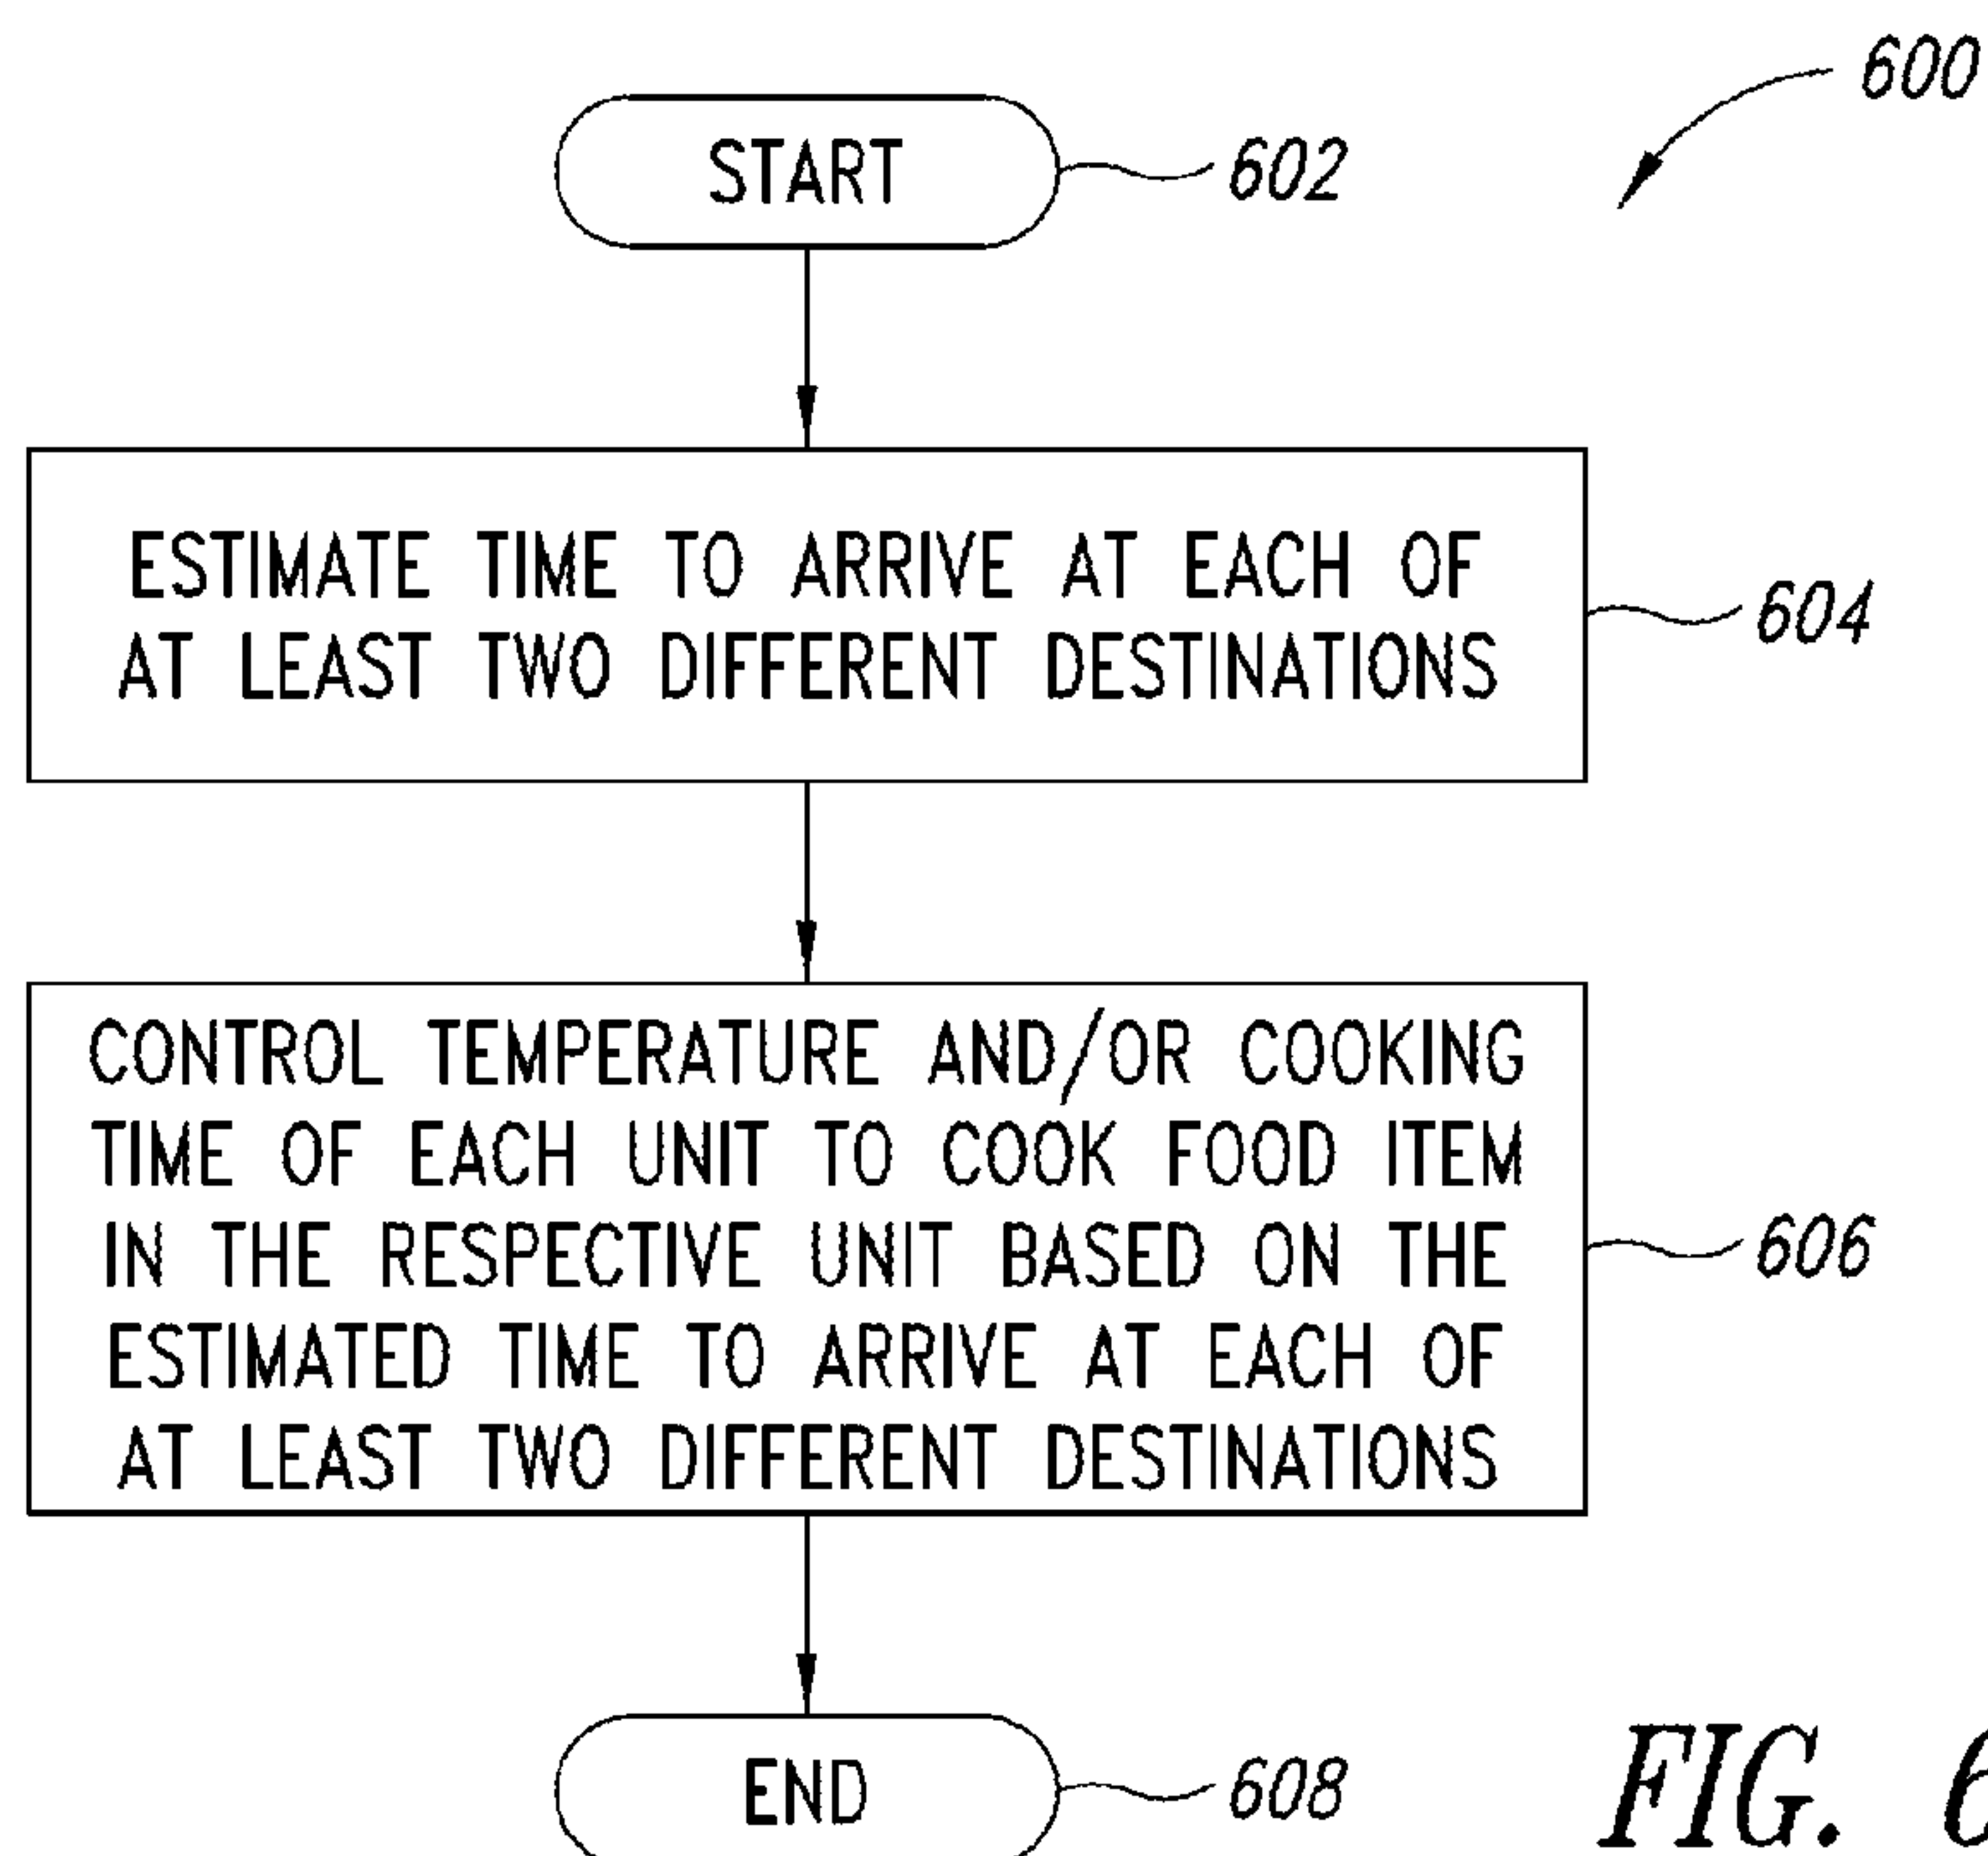 600
START
602
ESTIMATE TIME TO ARRIVE AT EACH OF
AT LEAST TWO DIFFERENT DESTINATIONS
604
CONTROL TEMPERATURE AND/OR COOKING
TIME OF EACH UNIT TO COOK FOOD ITEM
IN THE RESPECTIVE UNIT BASED ON THE
ESTIMATED TIME TO ARRIVE AT EACH OF
AT LEAST TWO DIFFERENT DESTINATIONS
606
END
608
FIG.